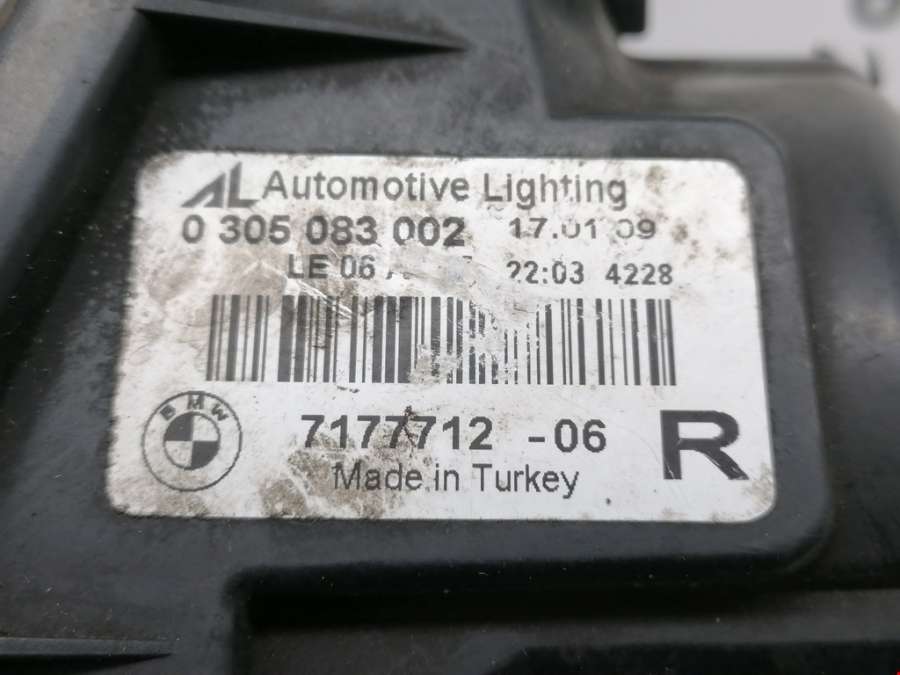 AL Automotive Lighting
0 305 083 002 17.01 09
LE 06 22:03 4228
BMW
7177712 -06 R
Made in Turkey